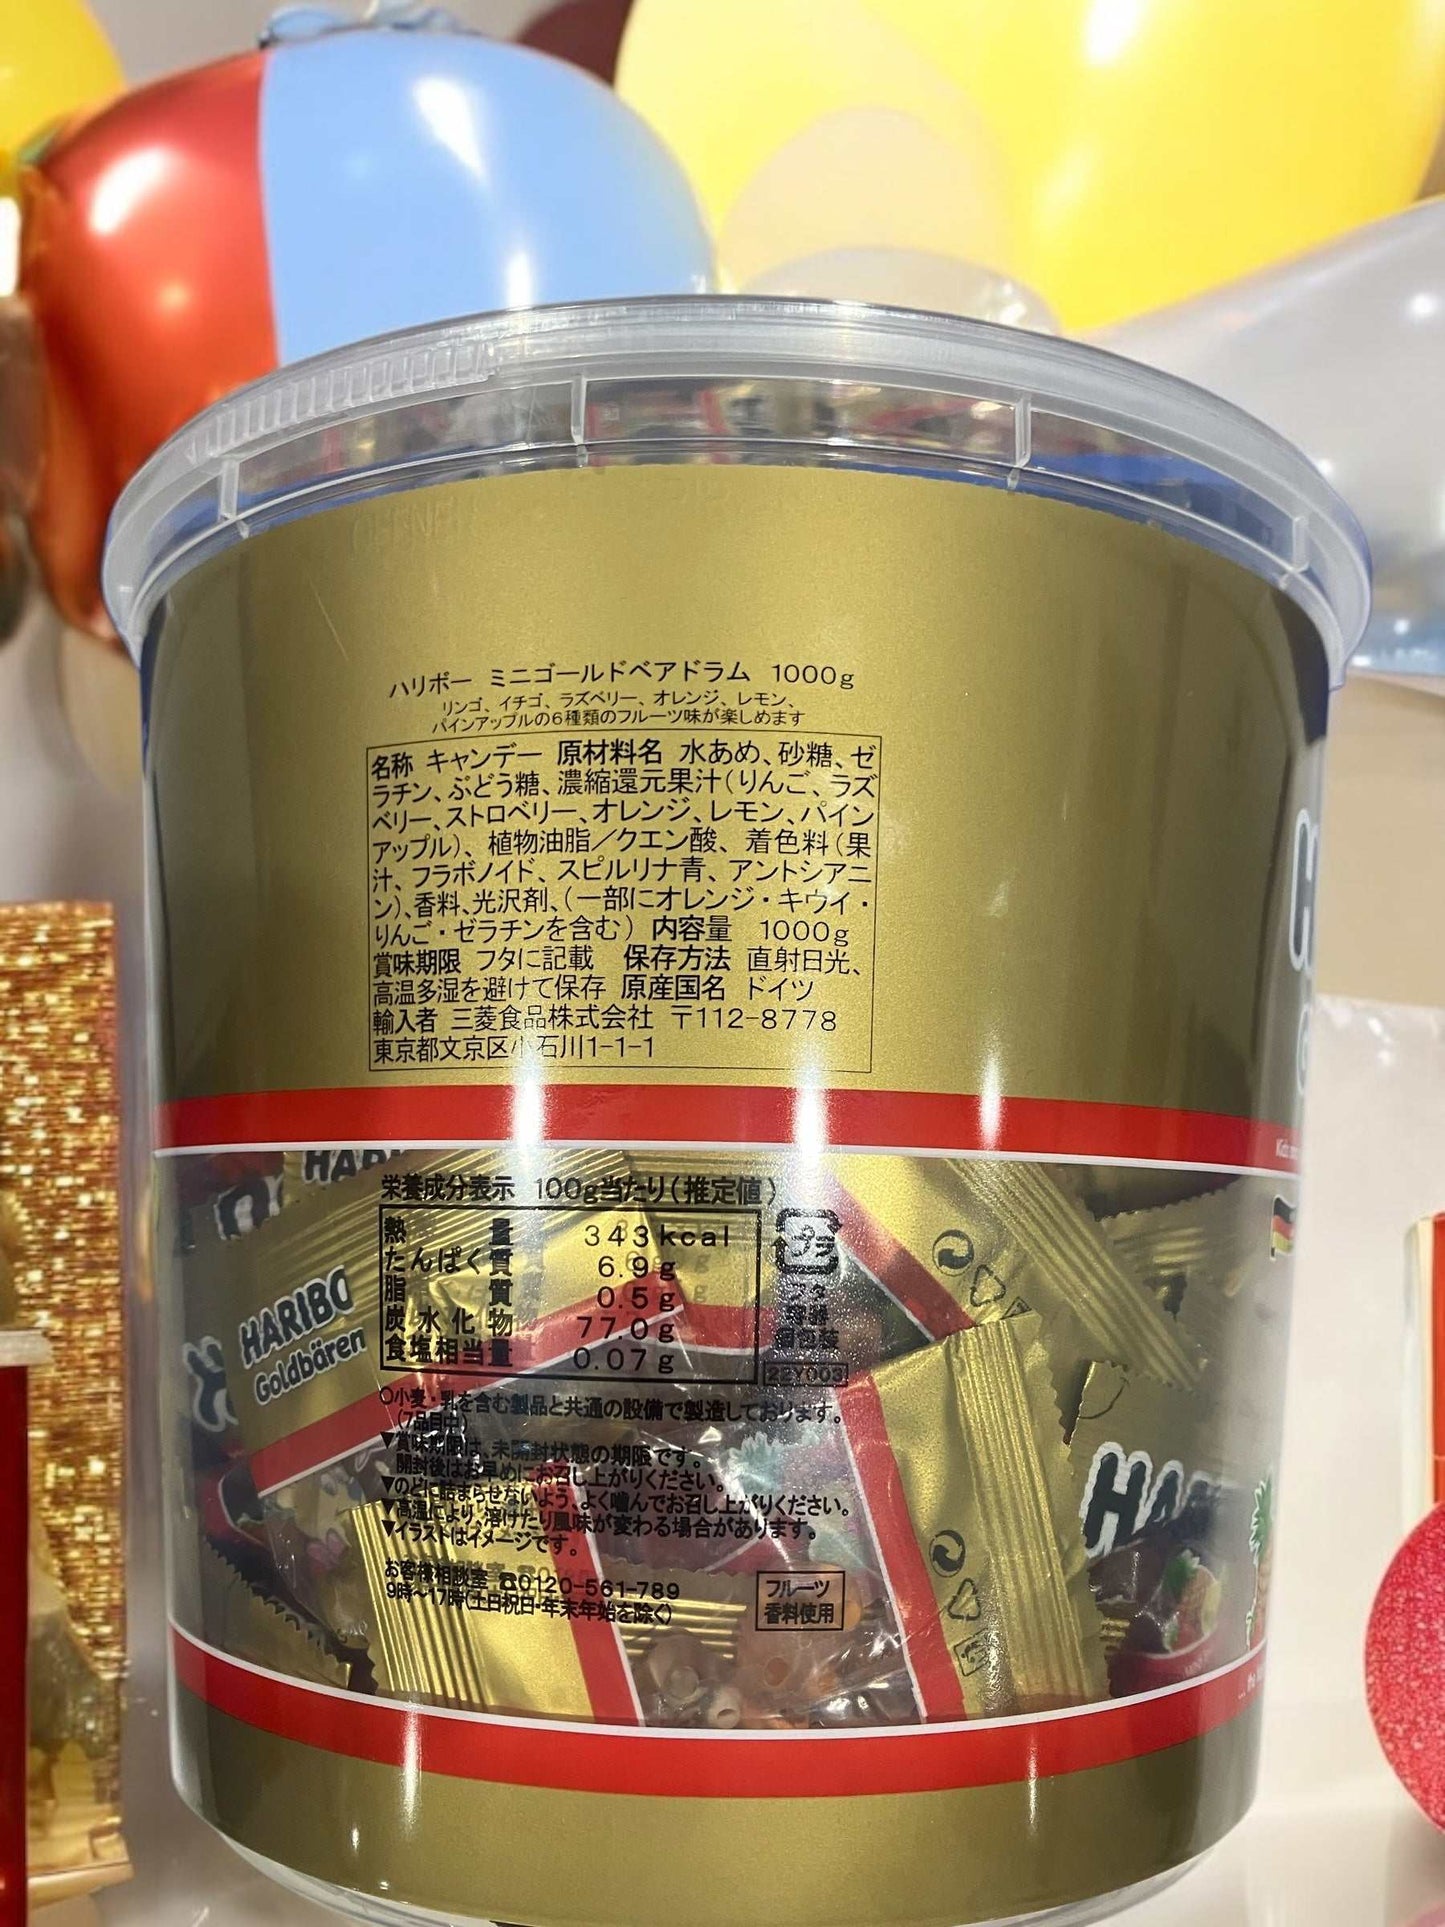 ハリボー ミニゴールドベアドラム 1000g
リンゴ、イチゴ、ラズベリー、オレンジ、レモン、
パインアップルの6種類のフルーツ味が楽しめます
名称 キャンデー 原材料名 水あめ、砂糖、ゼ
ラチン、ぶどう糖、濃縮還元果汁(りんご、ラズ
ベリー、ストロベリー、オレンジ、レモン、パイン
アップル)、植物油脂/クエン酸、着色料(果
汁、フラボノイド、スピルリナ青、アントシアニ
ン)、香料、光沢剤、(一部にオレンジ・キウイ・
りんご・ゼラチンを含む) 内容量 1000g
賞味期限 フタに記載 保存方法 直射日光、
高温多湿を避けて保存 原産国名 ドイツ
輸入者 三菱食品株式会社 〒112-8778
東京都文京区小石川1-1-1
栄養成分表示 100g当たり(推定値)
熱量 343kcal
たんぱく質 6.9g
脂質 0.5g
炭水化物 77.0g
食塩相当量 0.07g
プラ
フタ
容器
個包装
22Y003
○小麦・乳を含む製品と共通の設備で製造しております。
(7品目中)
▼賞味期限は、未開封状態の期限です。
開封後はお早めにお召し上がりください。
▼のどに詰まらせないよう、よく噛んでお召し上がりください。
▼高温により、溶けたり風味が変わる場合があります。
▼イラストはイメージです。
お客様相談室 ☎0120-561-789
9時〜17時(土日祝日・年末年始を除く)
フルーツ
香料使用
HARIBO
Goldbären